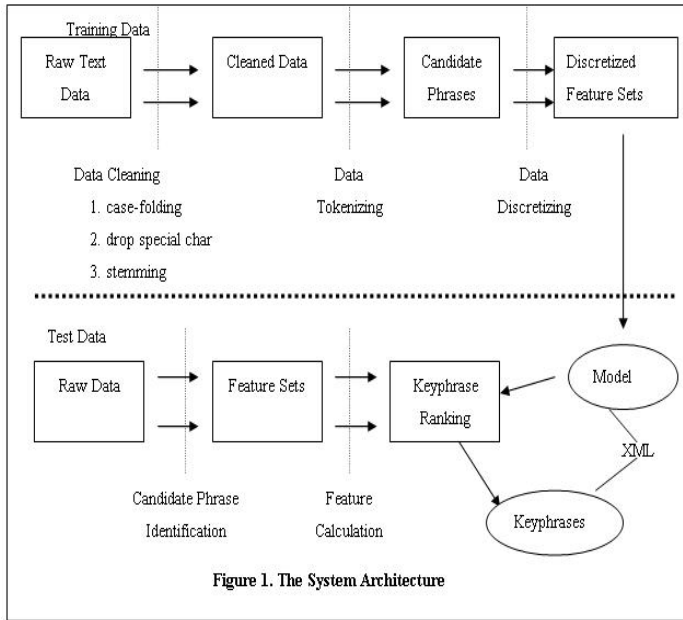 Training Data
Raw Text
Data
Cleaned Data
Candidate
Phrases
Discretized
Feature Sets
Data Cleaning
1. case-folding
2. drop special char
3. stemming
Data
Tokenizing
Data
Discretizing
Test Data
Raw Data
Feature Sets
Keyphrase
Ranking
Model
XML
Keyphrases
Candidate Phrase
Identification
Feature
Calculation
Figure 1. The System Architecture